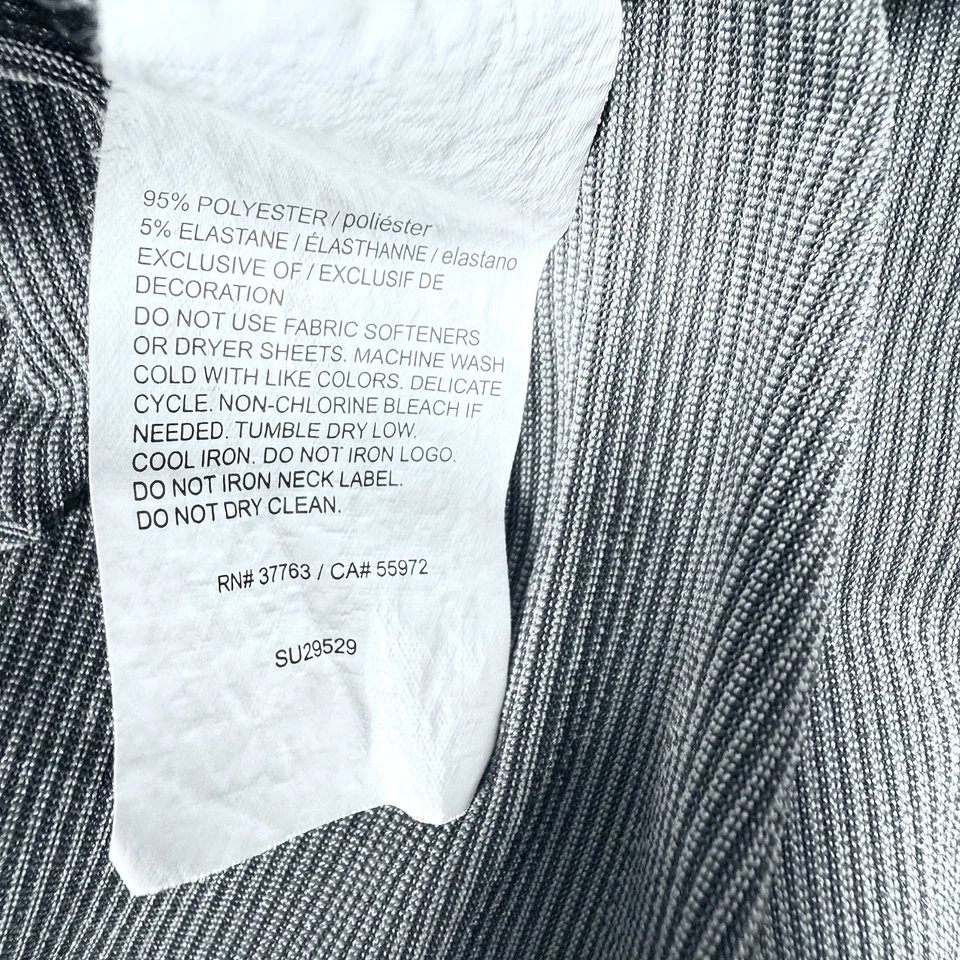 95% POLYESTER / poliéster
5% ELASTANE / ÉLASTHANNE / elastano
EXCLUSIVE OF / EXCLUSIF DE
DECORATION
DO NOT USE FABRIC SOFTENERS
OR DRYER SHEETS. MACHINE WASH
COLD WITH LIKE COLORS. DELICATE
CYCLE. NON-CHLORINE BLEACH IF
NEEDED. TUMBLE DRY LOW.
COOL IRON. DO NOT IRON LOGO.
DO NOT IRON NECK LABEL.
DO NOT DRY CLEAN.
RN# 37763 / CA# 55972
SU29529